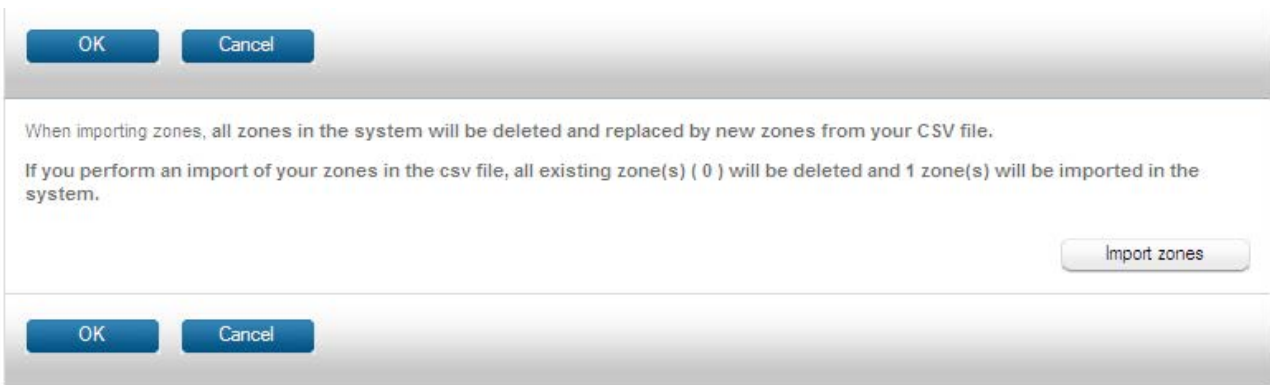 OK Cancel
When importing zones, all zones in the system will be deleted and replaced by new zones from your CSV file.
If you perform an import of your zones in the csv file, all existing zone(s) ( 0 ) will be deleted and 1 zone(s) will be imported in the
system.
Import zones
OK Cancel